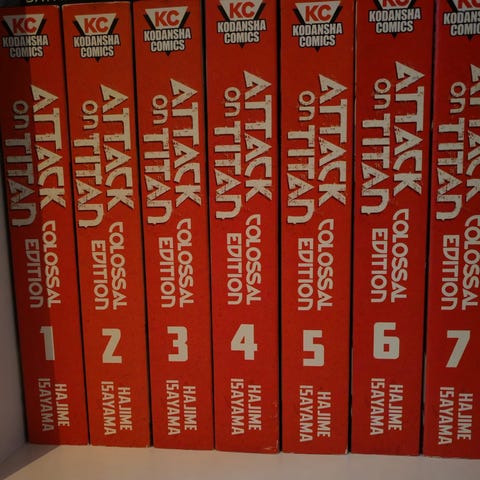 KC
KODANSHA
COMICS
ATTACK
ON TITAN
COLOSSAL
EDITION
1
HAJIME
ISAYAMA
KC
KODANSHA
COMICS
ATTACK
ON TITAN
COLOSSAL
EDITION
2
HAJIME
ISAYAMA
KC
KODANSHA
COMICS
ATTACK
ON TITAN
COLOSSAL
EDITION
3
HAJIME
ISAYAMA
KC
KODANSHA
COMICS
ATTACK
ON TITAN
COLOSSAL
EDITION
4
HAJIME
ISAYAMA
KC
KODANSHA
COMICS
ATTACK
ON TITAN
COLOSSAL
EDITION
5
HAJIME
ISAYAMA
KC
KODANSHA
COMICS
ATTACK
ON TITAN
COLOSSAL
EDITION
6
HAJIME
ISAYAMA
ATTACK
ON TITAN
COLOSSAL
EDITION
7
HAJIME
ISAYAMA